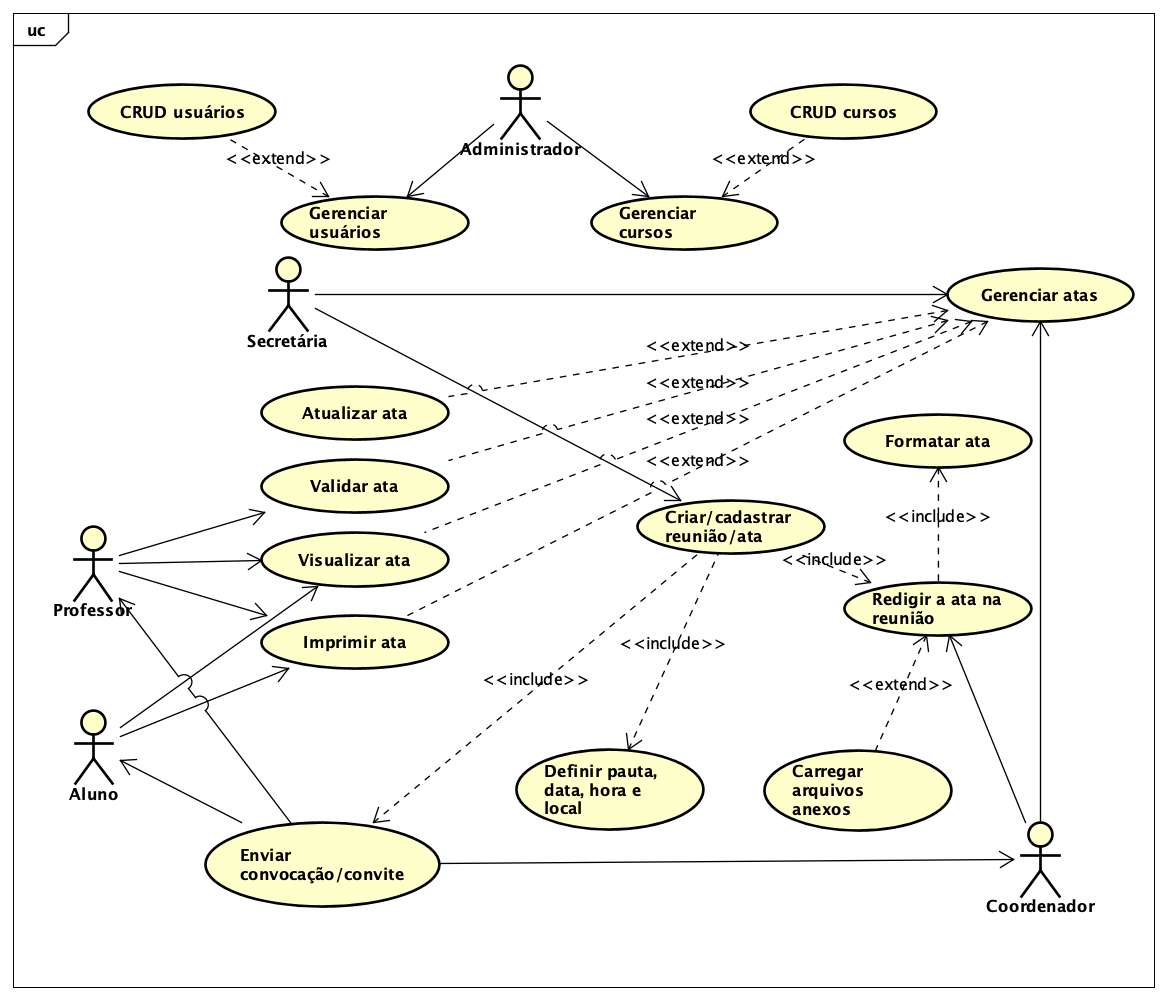 uc
CRUD usuários
CRUD cursos
Administrador
<<extend>>
<<extend>>
Gerenciar
usuários
Gerenciar
cursos
Secretária
Gerenciar atas
<<extend>>
<<extend>>
Atualizar ata
<<extend>>
Formatar ata
<<extend>>
Validar ata
Criar/cadastrar
reunião/ata
<<include>>
Visualizar ata
<<include>>
Professor
Redigir a ata na
reunião
Imprimir ata
<<include>>
<<include>>
<<extend>>
Aluno
Definir pauta,
data, hora e
local
Carregar
arquivos
anexos
Enviar
convocação/convite
Coordenador